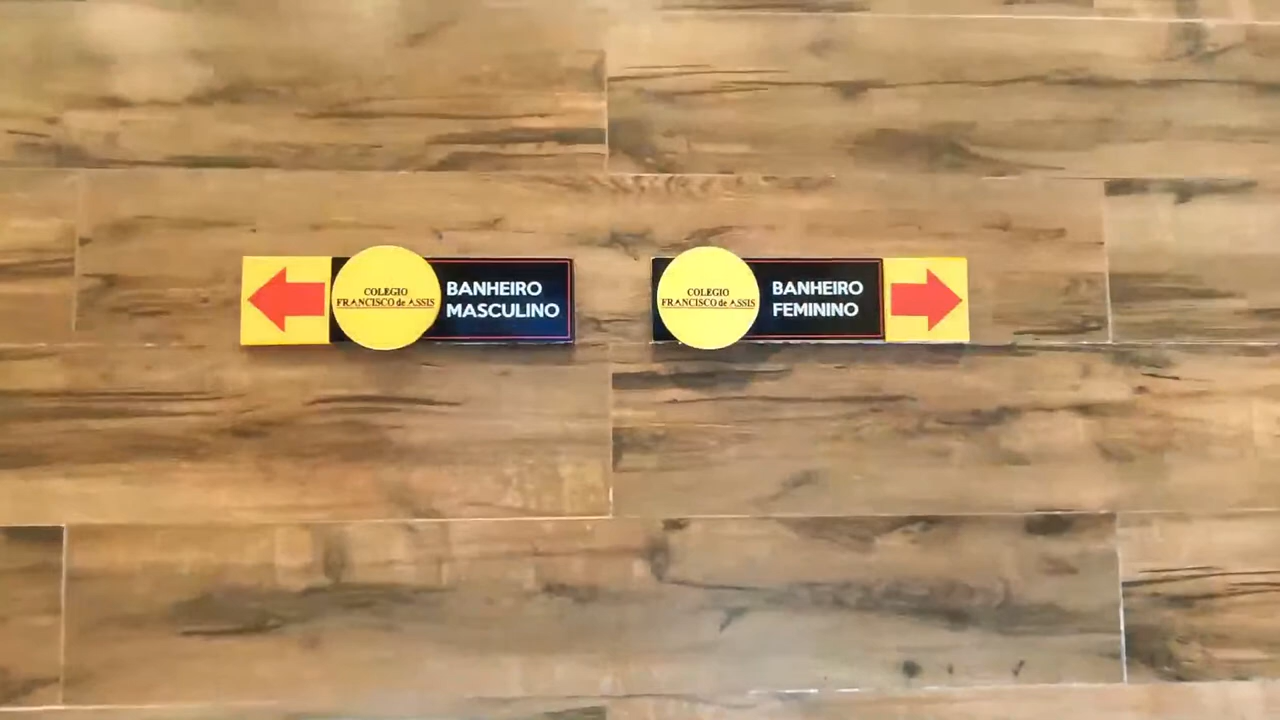 COLEGIO
FRANCISCO de ASSIS
BANHEIRO
MASCULINO
COLEGIO
FRANCISCO de ASSIS
BANHEIRO
FEMININO